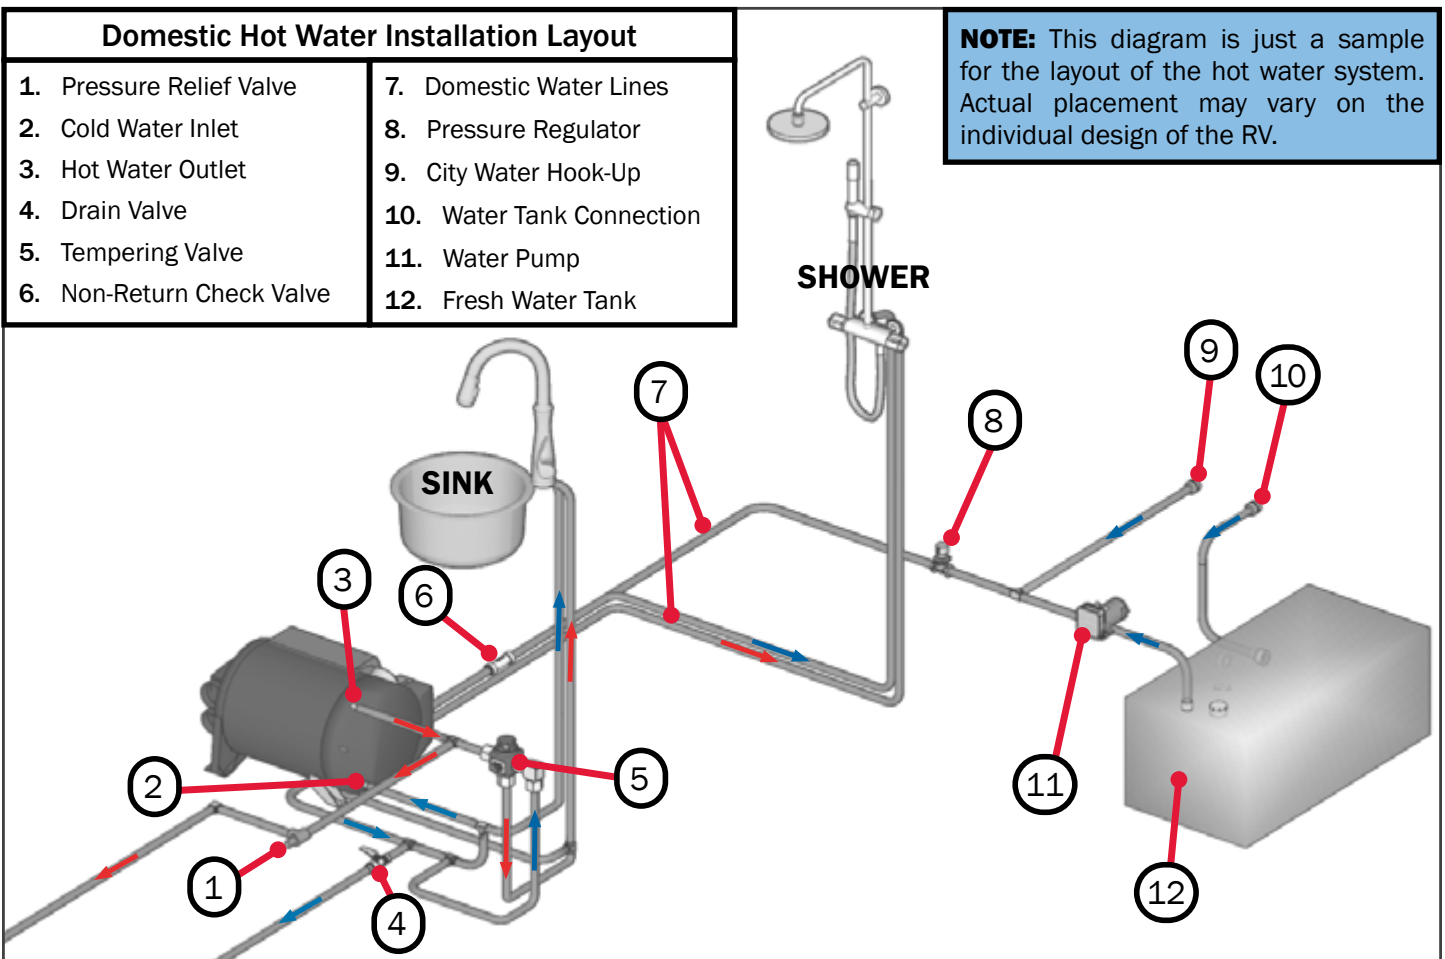 Domestic Hot Water Installation Layout
1. Pressure Relief Valve
2. Cold Water Inlet
3. Hot Water Outlet
4. Drain Valve
5. Tempering Valve
6. Non-Return Check Valve
7. Domestic Water Lines
8. Pressure Regulator
9. City Water Hook-Up
10. Water Tank Connection
11. Water Pump
12. Fresh Water Tank
NOTE: This diagram is just a sample
for the layout of the hot water system.
Actual placement may vary on the
individual design of the RV.
SHOWER
SINK
7
9
10
8
3
6
2
5
11
1
4
12